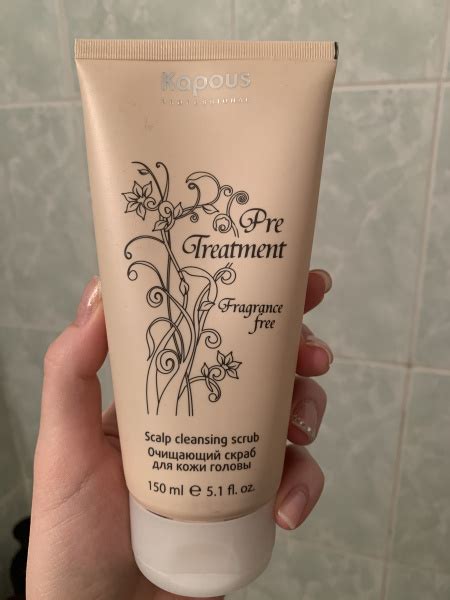 Kapous
PROFESSIONAL
Pre
Treatment
Fragrance
free
Scalp cleansing scrub
Очищающий скраб
для кожи головы
150 ml ℮ 5.1 fl. oz.